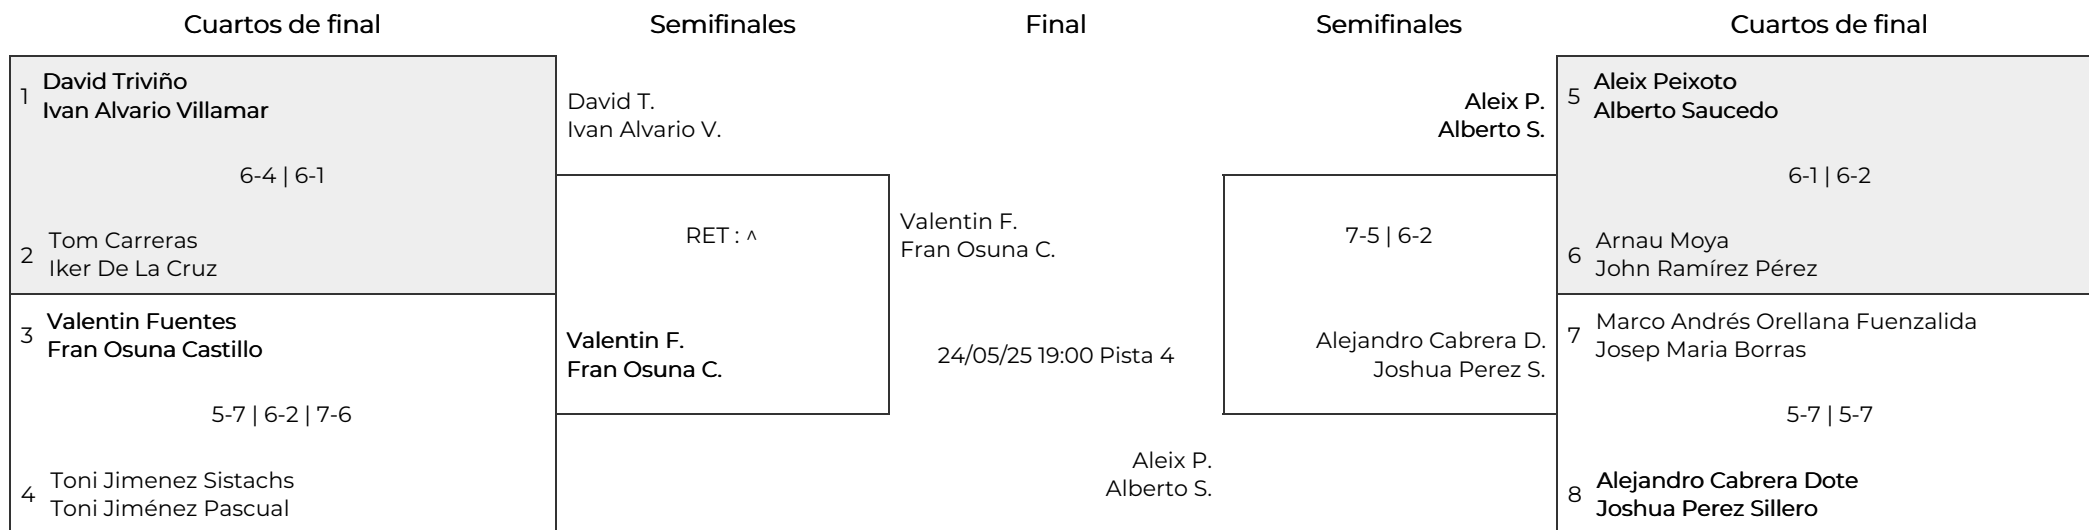 Cuartos de final
Semifinales
Final
Semifinales
Cuartos de final
1
David Triviño
Ivan Alvario Villamar
6-4 | 6-1
2
Tom Carreras
Iker De La Cruz
3
Valentin Fuentes
Fran Osuna Castillo
5-7 | 6-2 | 7-6
4
Toni Jimenez Sistachs
Toni Jiménez Pascual
David T.
Ivan Alvario V.
RET : ^
Valentin F.
Fran Osuna C.
Valentin F.
Fran Osuna C.
24/05/25 19:00 Pista 4
Aleix P.
Alberto S.
Aleix P.
Alberto S.
7-5 | 6-2
Alejandro Cabrera D.
Joshua Perez S.
5
Aleix Peixoto
Alberto Saucedo
6-1 | 6-2
6
Arnau Moya
John Ramírez Pérez
7
Marco Andrés Orellana Fuenzalida
Josep Maria Borras
5-7 | 5-7
8
Alejandro Cabrera Dote
Joshua Perez Sillero